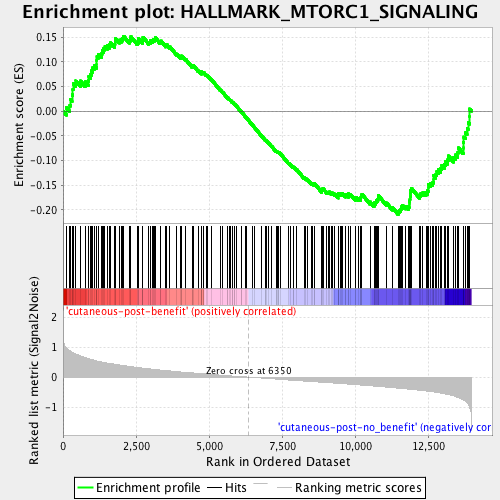 Enrichment plot: HALLMARK_MTORC1_SIGNALING
Enrichment score (ES)
0.15
0.10
0.05
0.00
-0.05
-0.10
-0.15
-0.20
'cutaneous-post-benefit' (positively correlated)
Ranked list metric (Signal2Noise)
2
1
0
-1
Zero cross at 6350
'cutaneous-post-no_benefit' (negatively cor
0
2,500
5,000
7,500
10,000
12,500
Rank in Ordered Dataset
Enrichment profile
Hits
Ranking metric scores